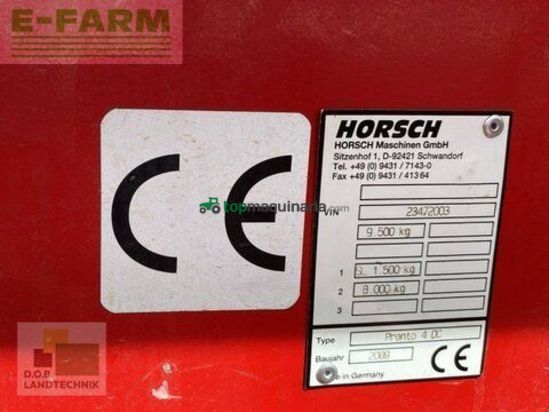 E-FARM
CE
topmaquinaria.com
HORSCH
HORSCH Maschinen GmbH
Sitzenhof 1, D-92421 Schwandorf
Tel. +49 (0) 9431 / 7143-0
Fax +49 (0) 9431 / 41364
VIN 23472003
9.500 kg
1 SL 1.500 kg
2 8.000 kg
3
Type Pronto 4 DC
Baujahr
Made in Germany
CE
D.O.B.
LANDTECHNIK